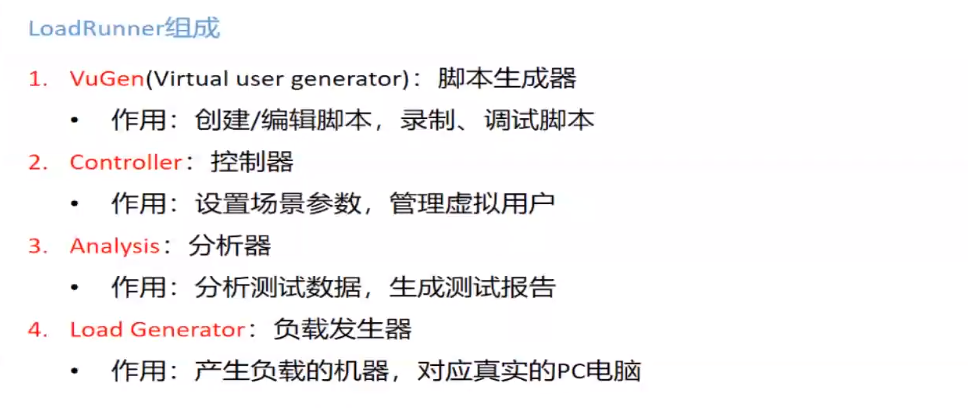 LoadRunner组成
1. VuGen(Virtual user generator)：脚本生成器
• 作用：创建/编辑脚本，录制、调试脚本
2. Controller：控制器
• 作用：设置场景参数，管理虚拟用户
3. Analysis：分析器
• 作用：分析测试数据，生成测试报告
4. Load Generator：负载发生器
• 作用：产生负载的机器，对应真实的PC电脑